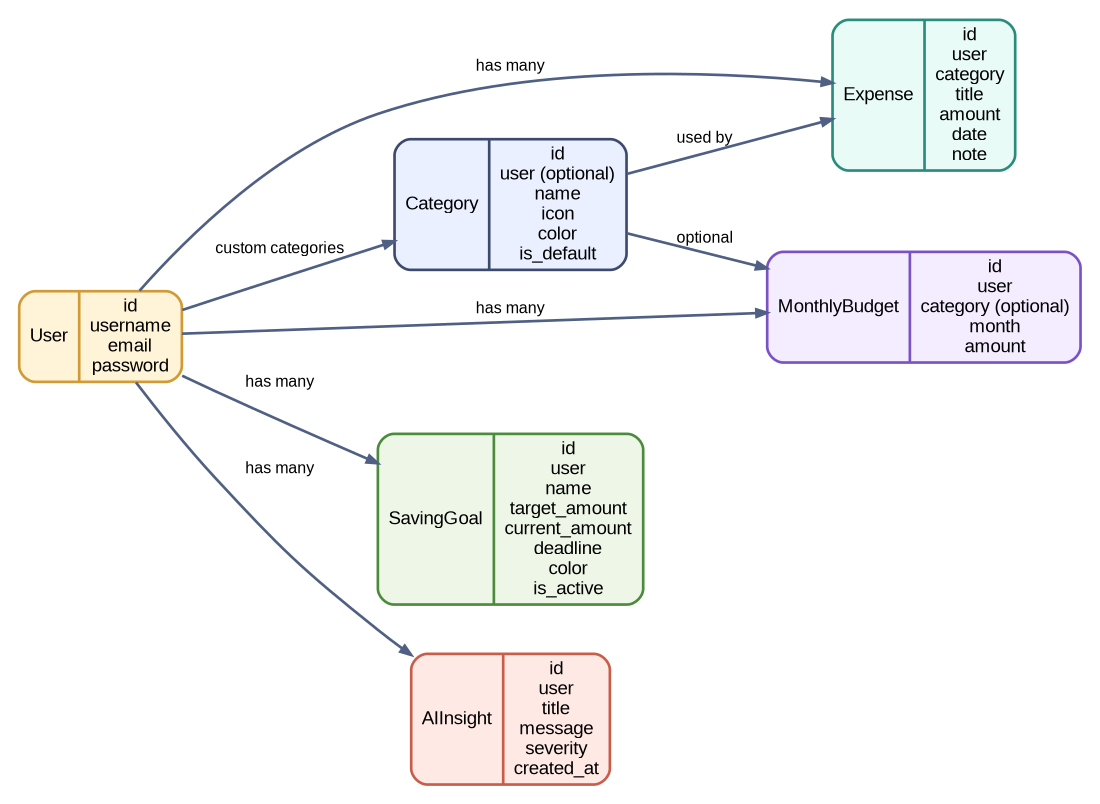 has many
Expense
id
user
category
title
amount
date
note
used by
Category
id
user (optional)
name
icon
color
is_default
custom categories
optional
MonthlyBudget
id
user
category (optional)
month
amount
has many
User
id
username
email
password
has many
SavingGoal
id
user
name
target_amount
current_amount
deadline
color
is_active
has many
AIInsight
id
user
title
message
severity
created_at